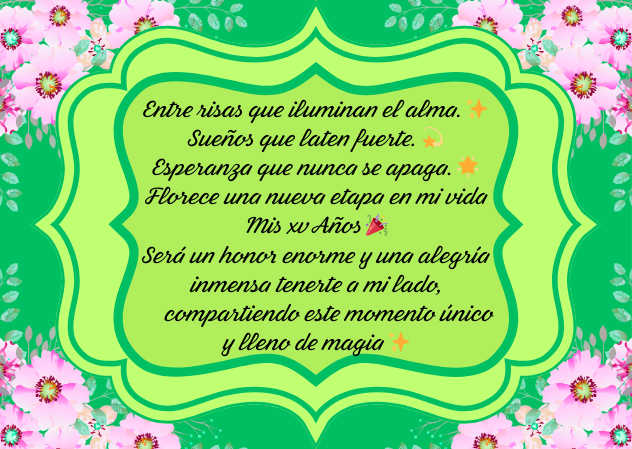 Entre risas que iluminan el alma. ✨
Sueños que laten fuerte. 💫
Esperanza que nunca se apaga. 🌟
Florece una nueva etapa en mi vida
Mis xv Años 🎉
Será un honor enorme y una alegría
inmensa tenerte a mi lado,
compartiendo este momento único
y lleno de magia ✨